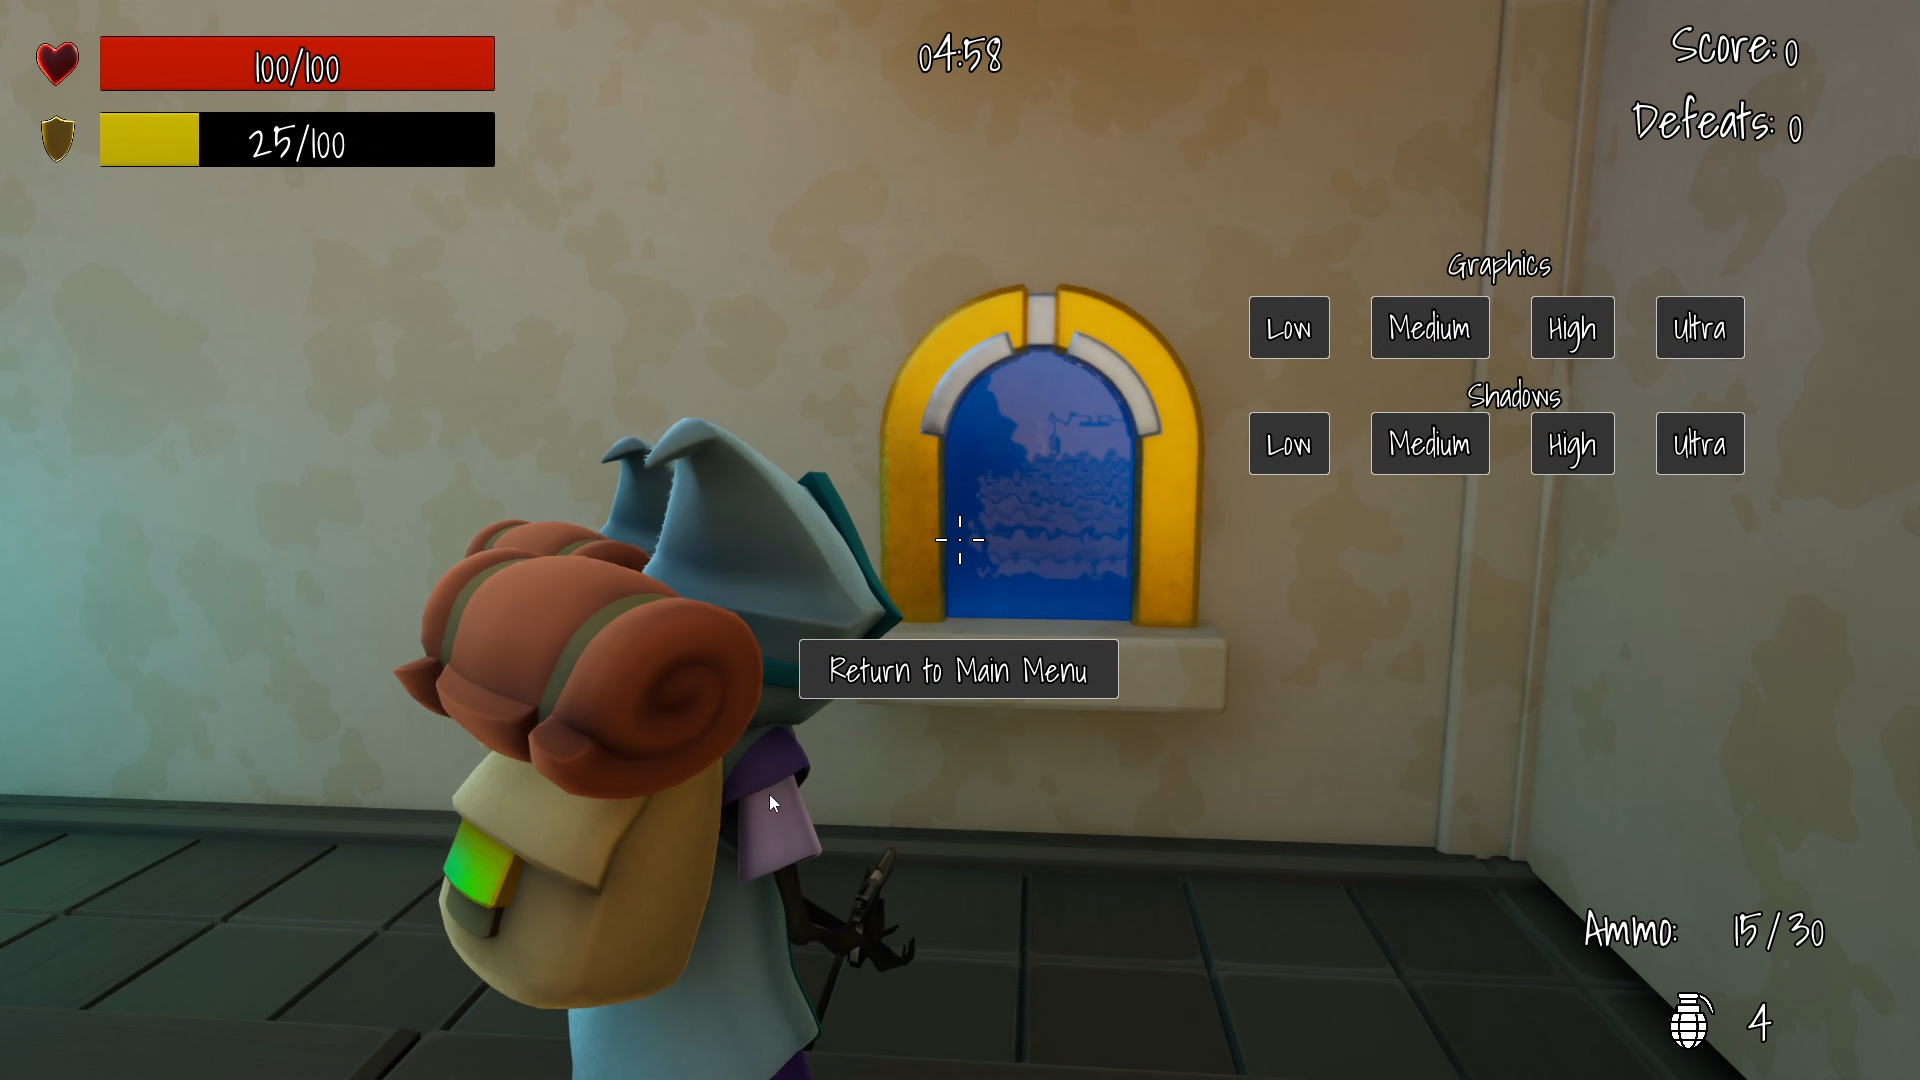 100/100
25/100
04:58
Score: 0
Defeats: 0
Graphics
Low Medium High Ultra
Shadows
Low Medium High Ultra
Return to Main Menu
Ammo: 15/30
4